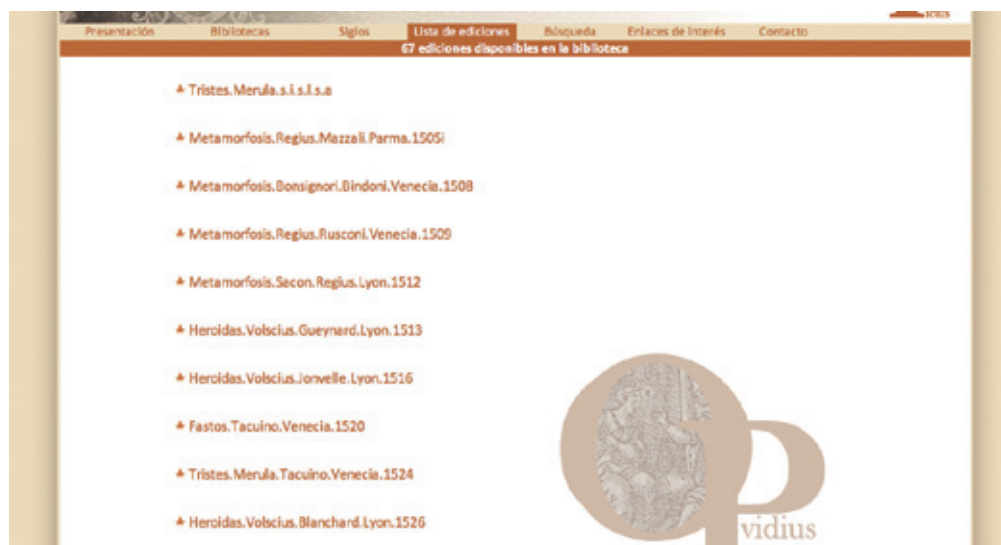 Presentación Bibliotecas Siglos Lista de ediciones Búsqueda Enlaces de Interés Contacto
67 ediciones disponibles en la biblioteca
Tristes.Merula.s.i.s.l.s.a
Metamorfosis.Regius.Mazzali.Parma.1505i
Metamorfosis.Bonsignori.Bindoni.Venecia.1508
Metamorfosis.Regius.Rusconi.Venecia.1509
Metamorfosis.Sacon.Regius.Lyon.1512
Heroidas.Volscius.Gueynard.Lyon.1513
Heroidas.Volscius.Jonvelle.Lyon.1516
Fastos.Tacuino.Venecia.1520
Tristes.Merula.Tacuino.Venecia.1524
Heroidas.Volscius.Blanchard.Lyon.1526
vidius